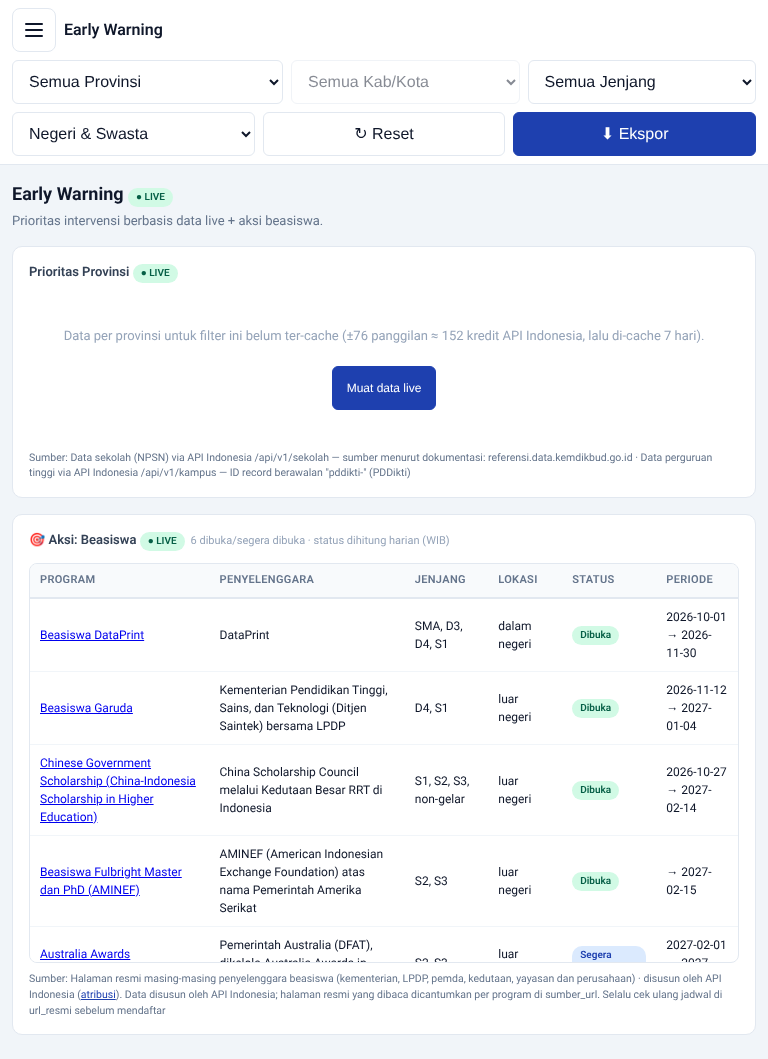 Early Warning
Semua Provinsi
Semua Kab/Kota
Semua Jenjang
Negeri & Swasta
↻ Reset
⬇ Ekspor
Early Warning ● LIVE
Prioritas intervensi berbasis data live + aksi beasiswa.
Prioritas Provinsi ● LIVE
Data per provinsi untuk filter ini belum ter-cache (±76 panggilan ≈ 152 kredit API Indonesia, lalu di-cache 7 hari).
Muat data live
Sumber: Data sekolah (NPSN) via API Indonesia /api/v1/sekolah — sumber menurut dokumentasi: referensi.data.kemdikbud.go.id · Data perguruan
tinggi via API Indonesia /api/v1/kampus — ID record berawalan "pddikti-" (PDDikti)
🎯 Aksi: Beasiswa ● LIVE 6 dibuka/segera dibuka · status dihitung harian (WIB)
PROGRAM PENYELENGGARA JENJANG LOKASI STATUS PERIODE
Beasiswa DataPrint
DataPrint
SMA, D3,
D4, S1
dalam
negeri
Dibuka
2026-10-01
→ 2026-
11-30
Beasiswa Garuda
Kementerian Pendidikan Tinggi,
Sains, dan Teknologi (Ditjen
Saintek) bersama LPDP
D4, S1
luar
negeri
Dibuka
2026-11-12
→ 2027-
01-04
Chinese Government
Scholarship (China-Indonesia
Scholarship in Higher
Education)
China Scholarship Council
melalui Kedutaan Besar RRT di
Indonesia
S1, S2, S3,
non-gelar
luar
negeri
Dibuka
2026-10-27
→ 2027-
02-14
Beasiswa Fulbright Master
dan PhD (AMINEF)
AMINEF (American Indonesian
Exchange Foundation) atas
nama Pemerintah Amerika
Serikat
S2, S3
luar
negeri
Dibuka
→ 2027-
02-15
Australia Awards
Pemerintah Australia (DFAT),
luar
Segera
2027-02-01
Sumber: Halaman resmi masing-masing penyelenggara beasiswa (kementerian, LPDP, pemda, kedutaan, yayasan dan perusahaan) · disusun oleh API
Indonesia (atribusi). Data disusun oleh API Indonesia; halaman resmi yang dibaca dicantumkan per program di sumber_url. Selalu cek ulang jadwal di
url_resmi sebelum mendaftar